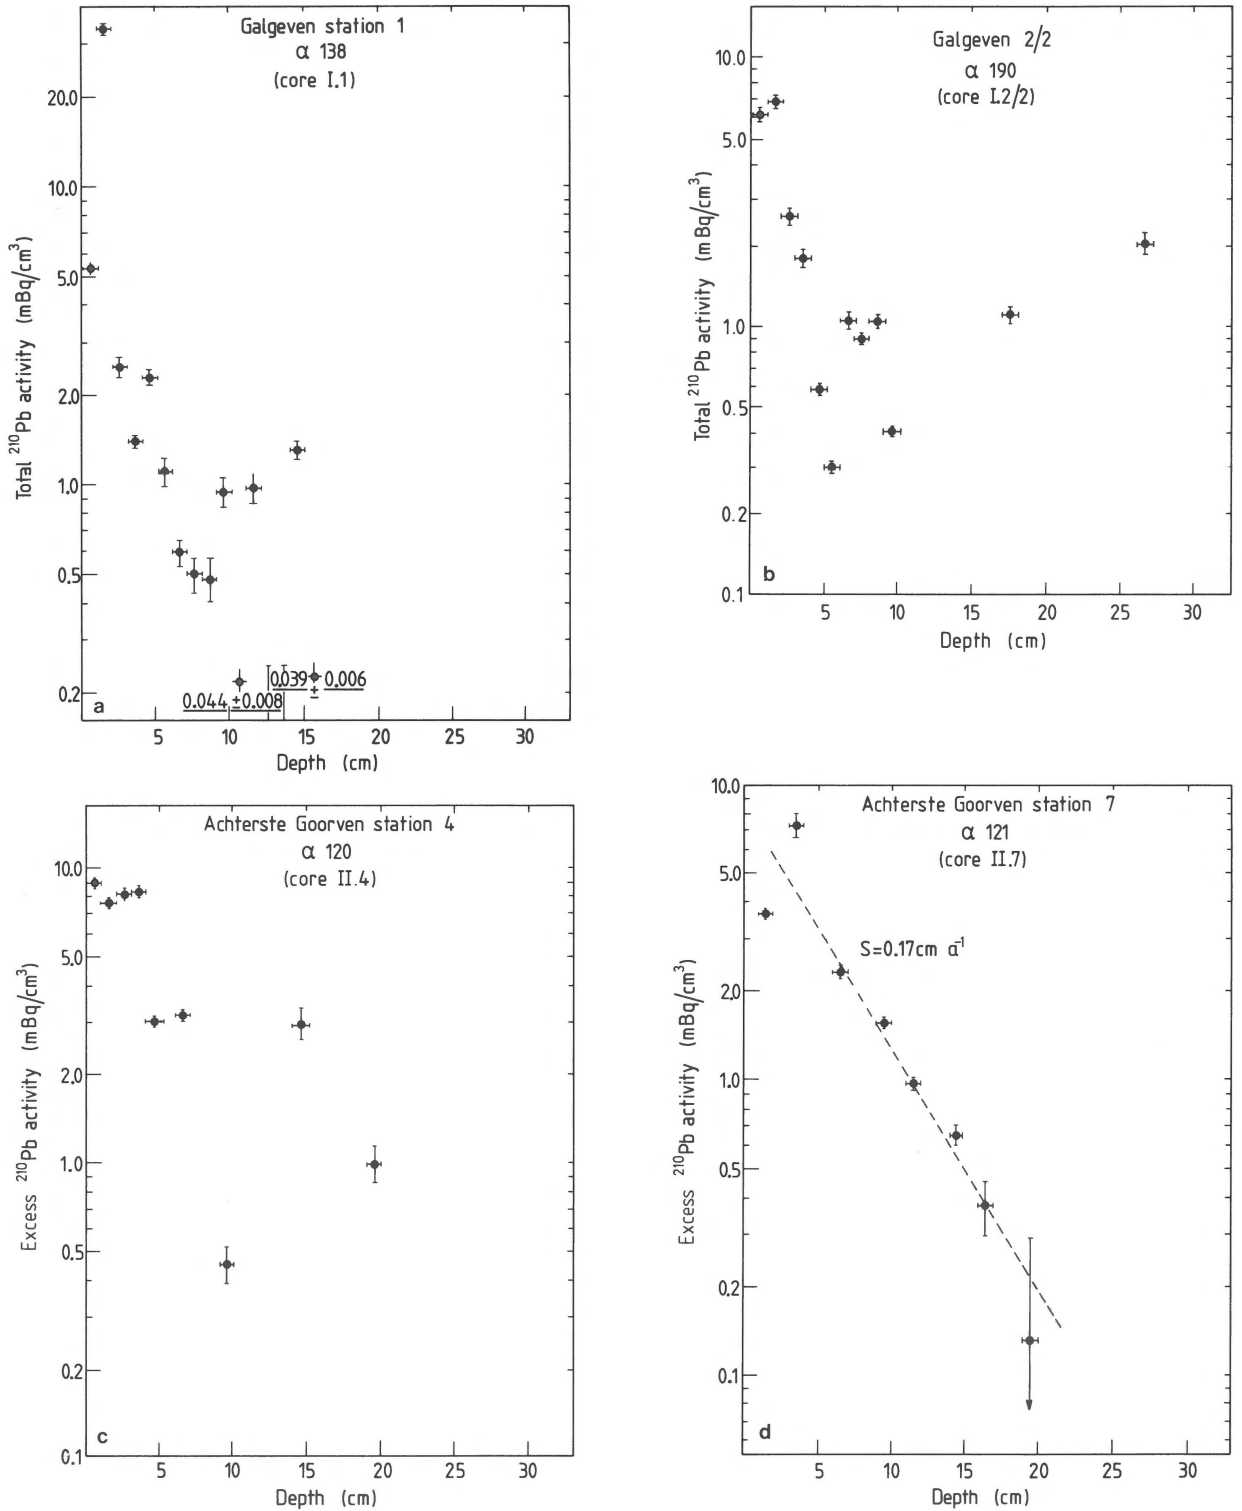 Galgeven station 1
α 138
(core I.1)
20.0
10.0
5.0
2.0
1.0
0.5
0.2
Total ²¹⁰Pb activity (mBq/cm³)
0.039 ± 0.006
0.044 ±0.008
a
5 10 15 20 25 30
Depth (cm)
Galgeven 2/2
α 190
(core I.2/2)
10.0
5.0
1.0
0.5
0.2
0.1
Total ²¹⁰Pb activity (mBq/cm³)
b
5 10 15 20 25 30
Depth (cm)
Achterste Goorven station 4
α 120
(core II.4)
10.0
5.0
2.0
1.0
0.5
0.2
0.1
Excess ²¹⁰Pb activity (mBq/cm³)
c
5 10 15 20 25 30
Depth (cm)
Achterste Goorven station 7
α 121
(core II.7)
10.0
5.0
2.0
1.0
0.5
0.2
0.1
Excess ²¹⁰Pb activity (mBq/cm³)
S=0.17cm a⁻¹
d
5 10 15 20 25 30
Depth (cm)